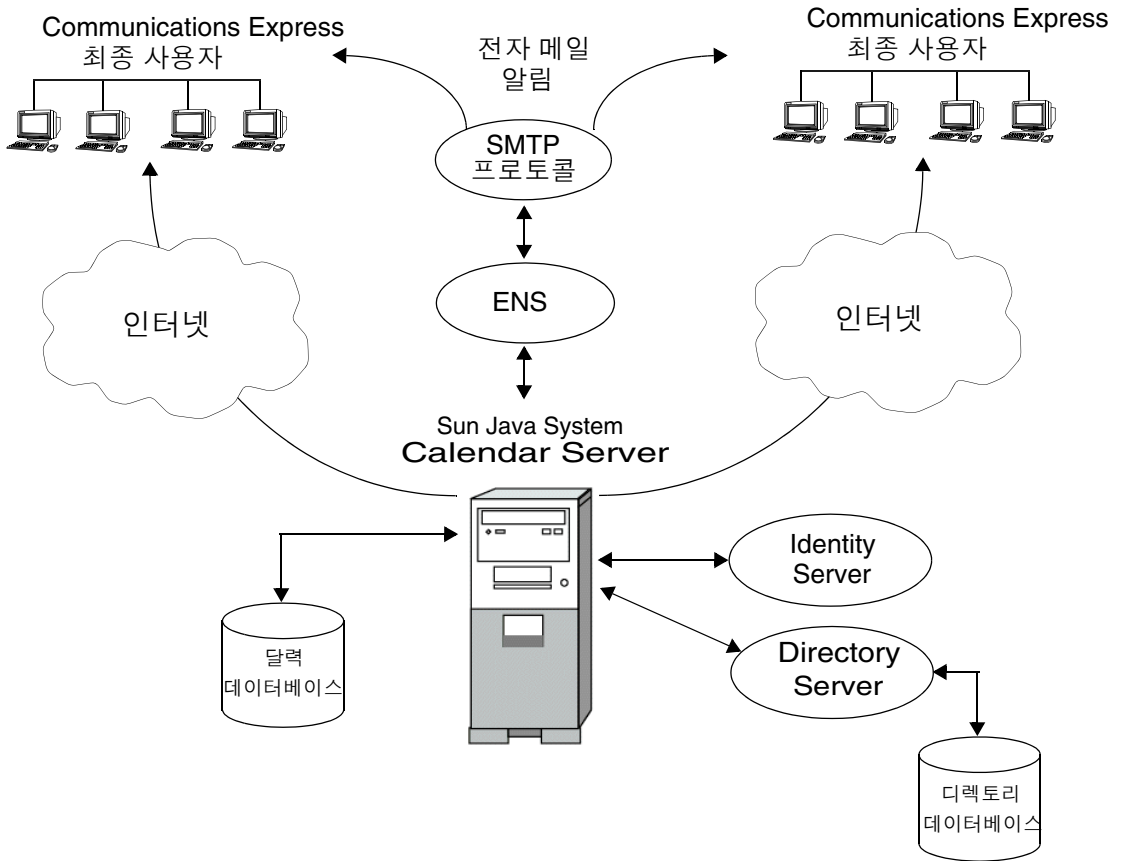 Communications Express
최종 사용자
전자 메일
알림
Communications Express
최종 사용자
SMTP
프로토콜
인터넷
ENS
인터넷
Sun Java System
Calendar Server
Identity
Server
달력
데이터베이스
Directory
Server
디렉토리
데이터베이스